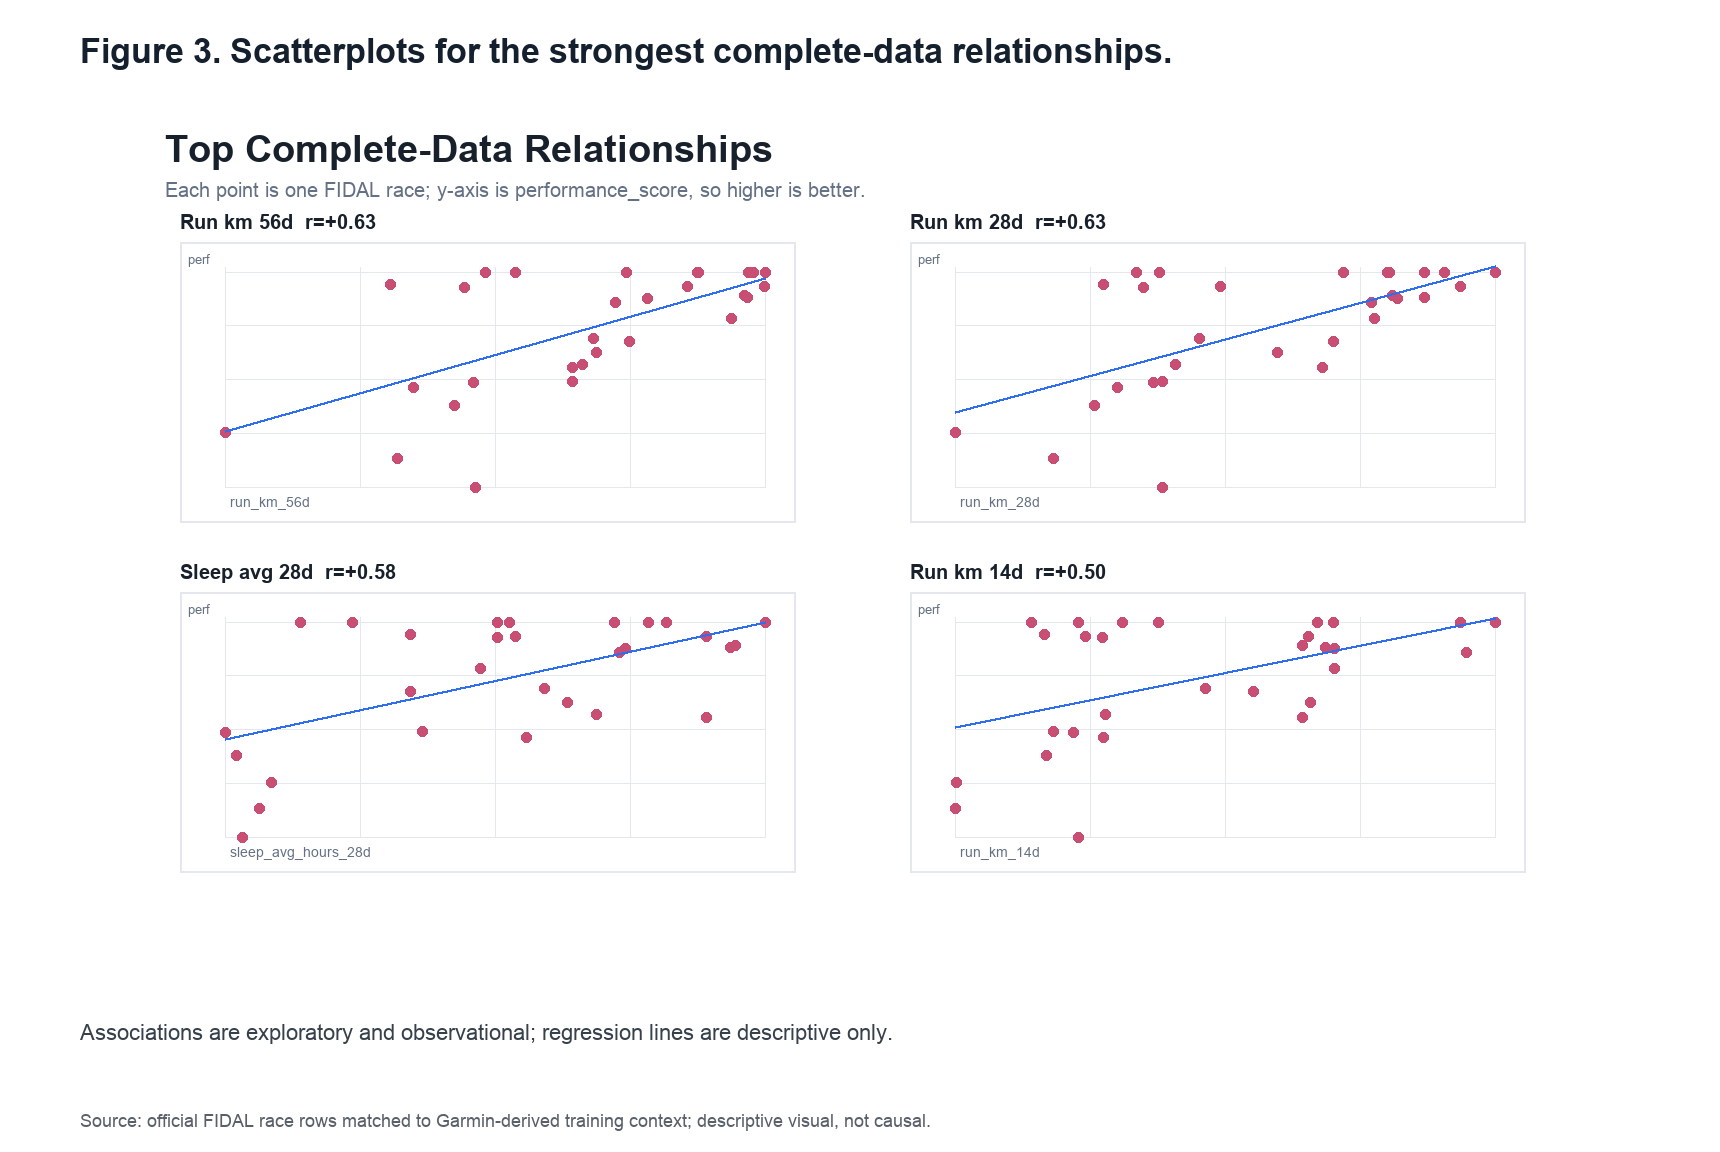 Figure 3. Scatterplots for the strongest complete-data relationships.
Top Complete-Data Relationships
Each point is one FIDAL race; y-axis is performance_score, so higher is better.
Run km 56d  r=+0.63
perf
run_km_56d
Run km 28d  r=+0.63
perf
run_km_28d
Sleep avg 28d  r=+0.58
perf
sleep_avg_hours_28d
Run km 14d  r=+0.50
perf
run_km_14d
Associations are exploratory and observational; regression lines are descriptive only.
Source: official FIDAL race rows matched to Garmin-derived training context; descriptive visual, not causal.